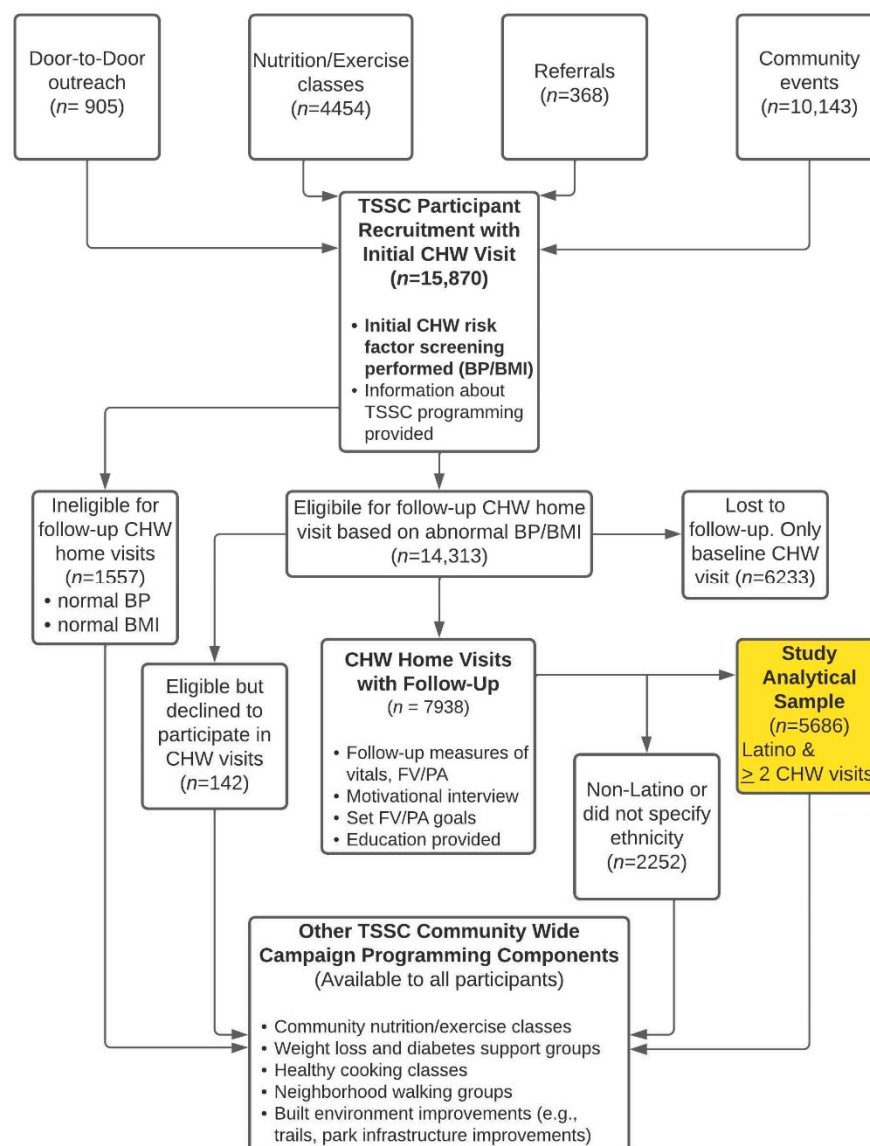 Door-to-Door
outreach
(n= 905)
Nutrition/Exercise
classes
(n=4454)
Referrals
(n=368)
Community
events
(n=10,143)
TSSC Participant
Recruitment with
Initial CHW Visit
(n=15,870)
• Initial CHW risk
factor screening
performed (BP/BMI)
• Information about
TSSC programming
provided
Ineligible for
follow-up CHW
home visits
(n=1557)
• normal BP
• normal BMI
Eligibile for follow-up CHW home
visit based on abnormal BP/BMI
(n=14,313)
Lost to
follow-up. Only
baseline CHW
visit (n=6233)
Eligible but
declined to
participate in
CHW visits
(n=142)
CHW Home Visits
with Follow-Up
(n = 7938)
• Follow-up measures of
vitals, FV/PA
• Motivational interview
• Set FV/PA goals
• Education provided
Study
Analytical
Sample
(n=5686)
Latino &
≥ 2 CHW visits
Non-Latino or
did not specify
ethnicity
(n=2252)
Other TSSC Community Wide
Campaign Programming Components
(Available to all participants)
• Community nutrition/exercise classes
• Weight loss and diabetes support groups
• Healthy cooking classes
• Neighborhood walking groups
• Built environment improvements (e.g.,
trails, park infrastructure improvements)